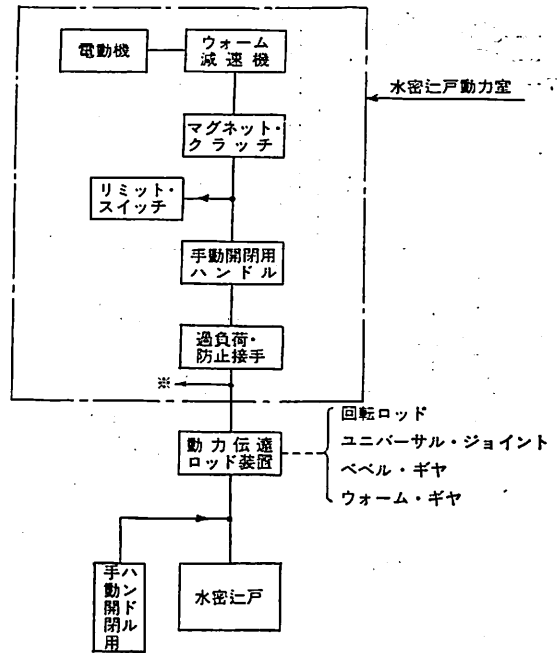 電動機
ウォーム
減速機
水密辷戸動力室
マグネット・
クラッチ
リミット・
スイッチ
手動開閉用
ハンドル
過負荷・
防止接手
※
動力伝達
ロッド装置
回転ロッド
ユニバーサル・ジョイント
ベベル・ギヤ
ウォーム・ギヤ
手動開閉用
ハンドル
水密辷戸